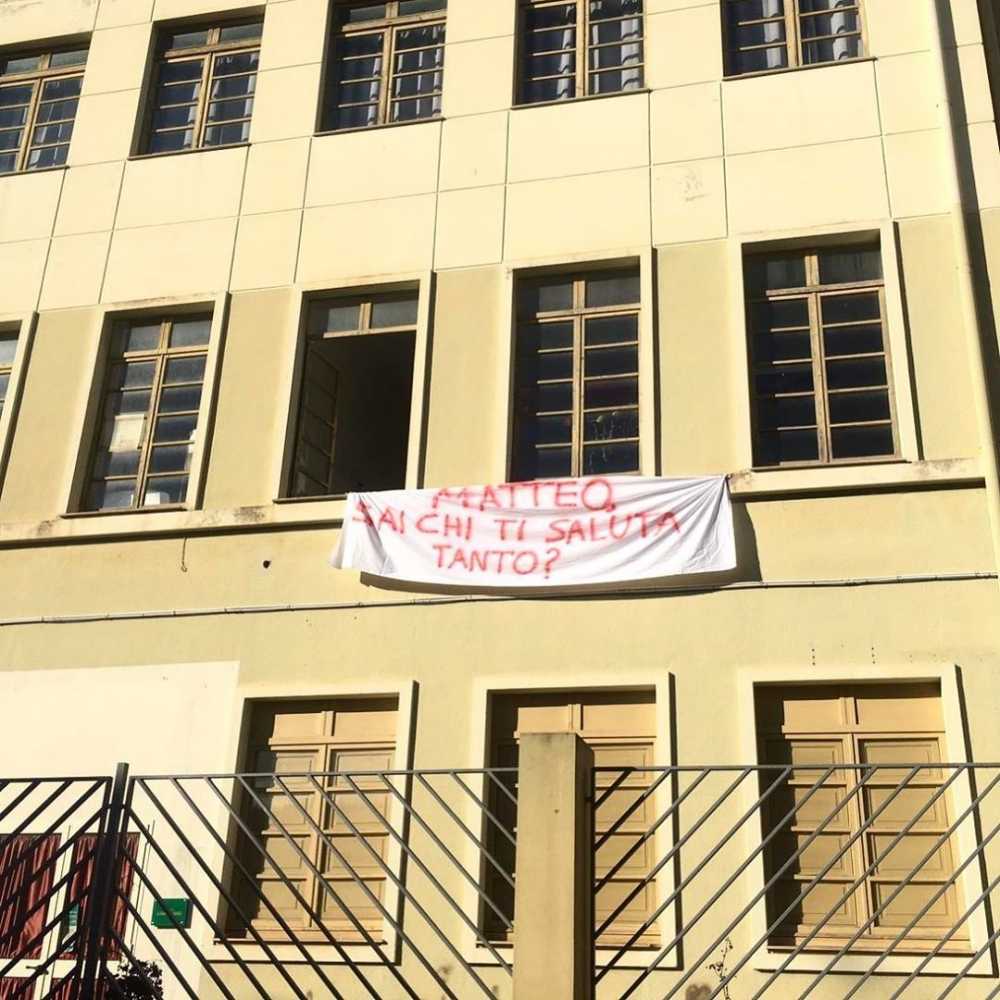 MATTEO,
SAI CHI TI SALUTA
TANTO?